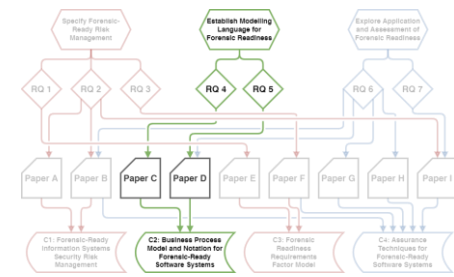 Specify Forensic-
Ready Risk
Management
Establish Modelling
Language for
Forensic Readiness
Explore Application
and Assessment of
Forensic Readiness
RQ 1
RQ 2
RQ 3
RQ 4
RQ 5
RQ 6
RQ 7
Paper A
Paper B
Paper C
Paper D
Paper E
Paper F
Paper G
Paper H
Paper I
C1: Forensic-Ready
Information Systems
Security Risk
Management
C2: Business Process
Model and Notation for
Forensic-Ready
Software Systems
C3: Forensic
Readiness
Requirements
Factor Model
C4: Assurance
Techniques for
Forensic-Ready
Software Systems